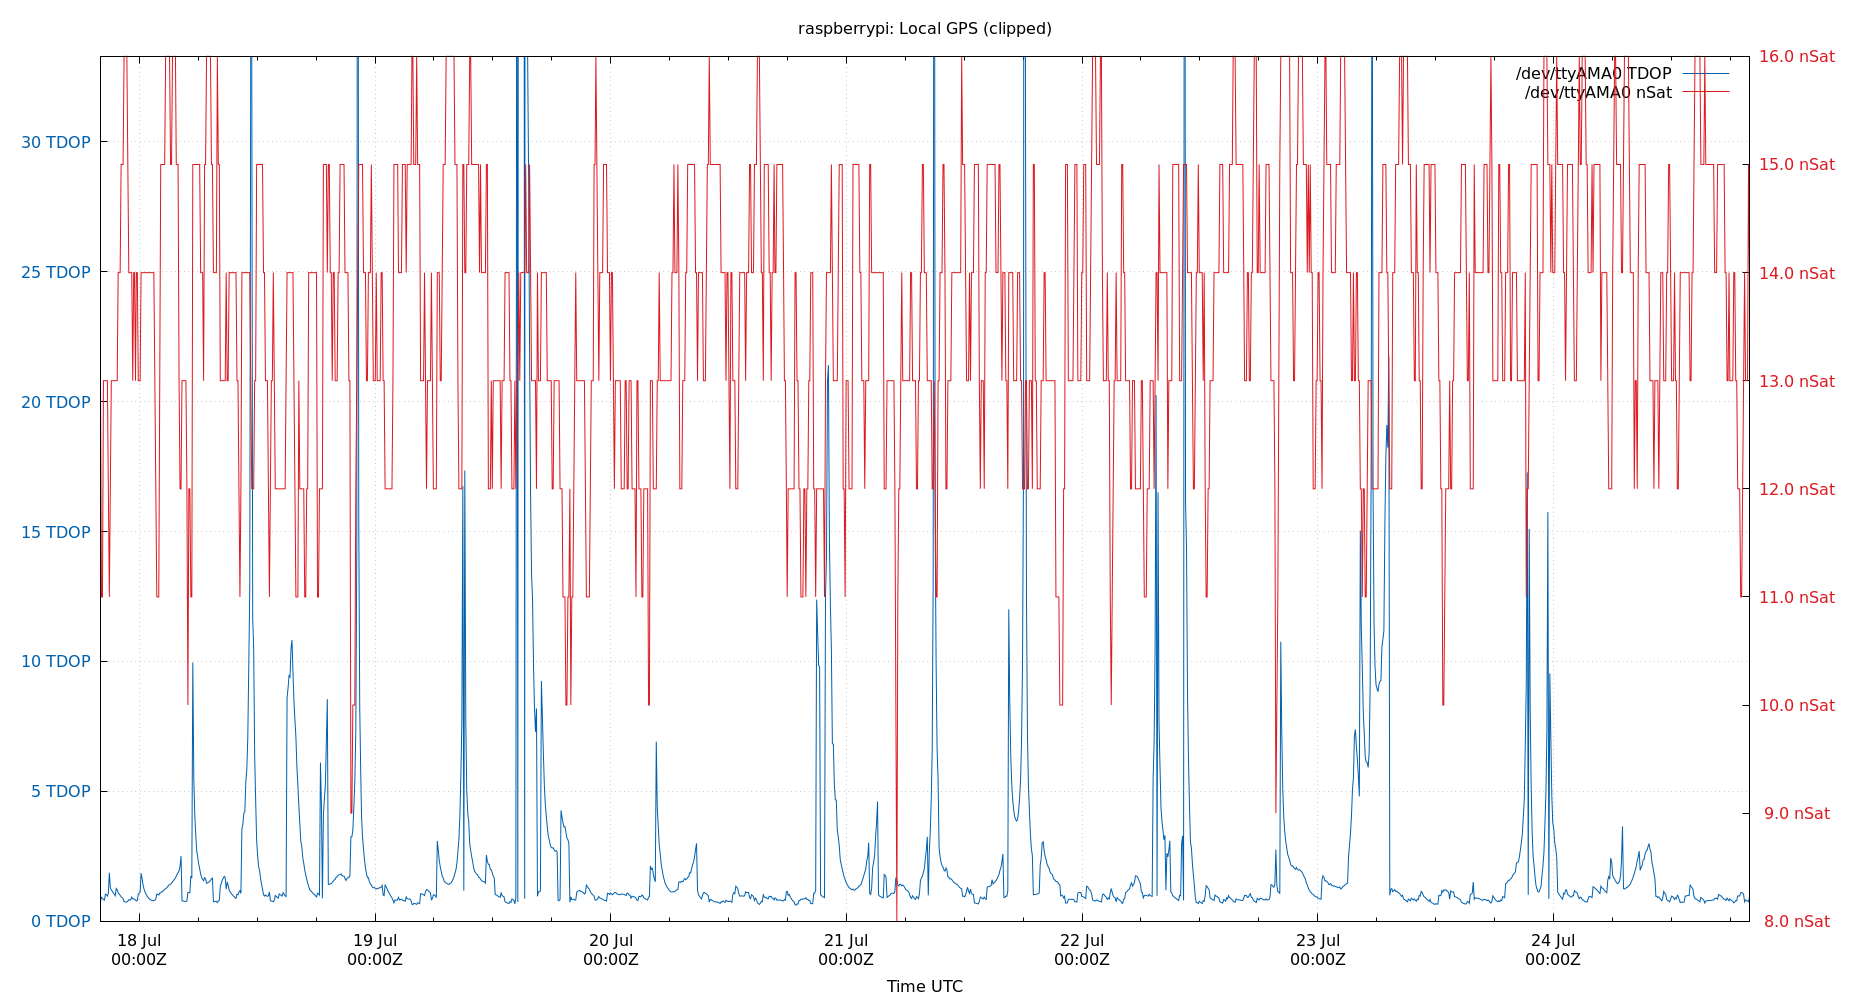 raspberrypi: Local GPS (clipped)
16.0 nSat
/dev/ttyAMA0 TDOP
/dev/ttyAMA0 nSat
30 TDOP
15.0 nSat
25 TDOP
14.0 nSat
13.0 nSat
20 TDOP
12.0 nSat
15 TDOP
11.0 nSat
10 TDOP
10.0 nSat
5 TDOP
9.0 nSat
0 TDOP
8.0 nSat
18 Jul
00:00Z
19 Jul
00:00Z
20 Jul
00:00Z
21 Jul
00:00Z
22 Jul
00:00Z
23 Jul
00:00Z
24 Jul
00:00Z
Time UTC